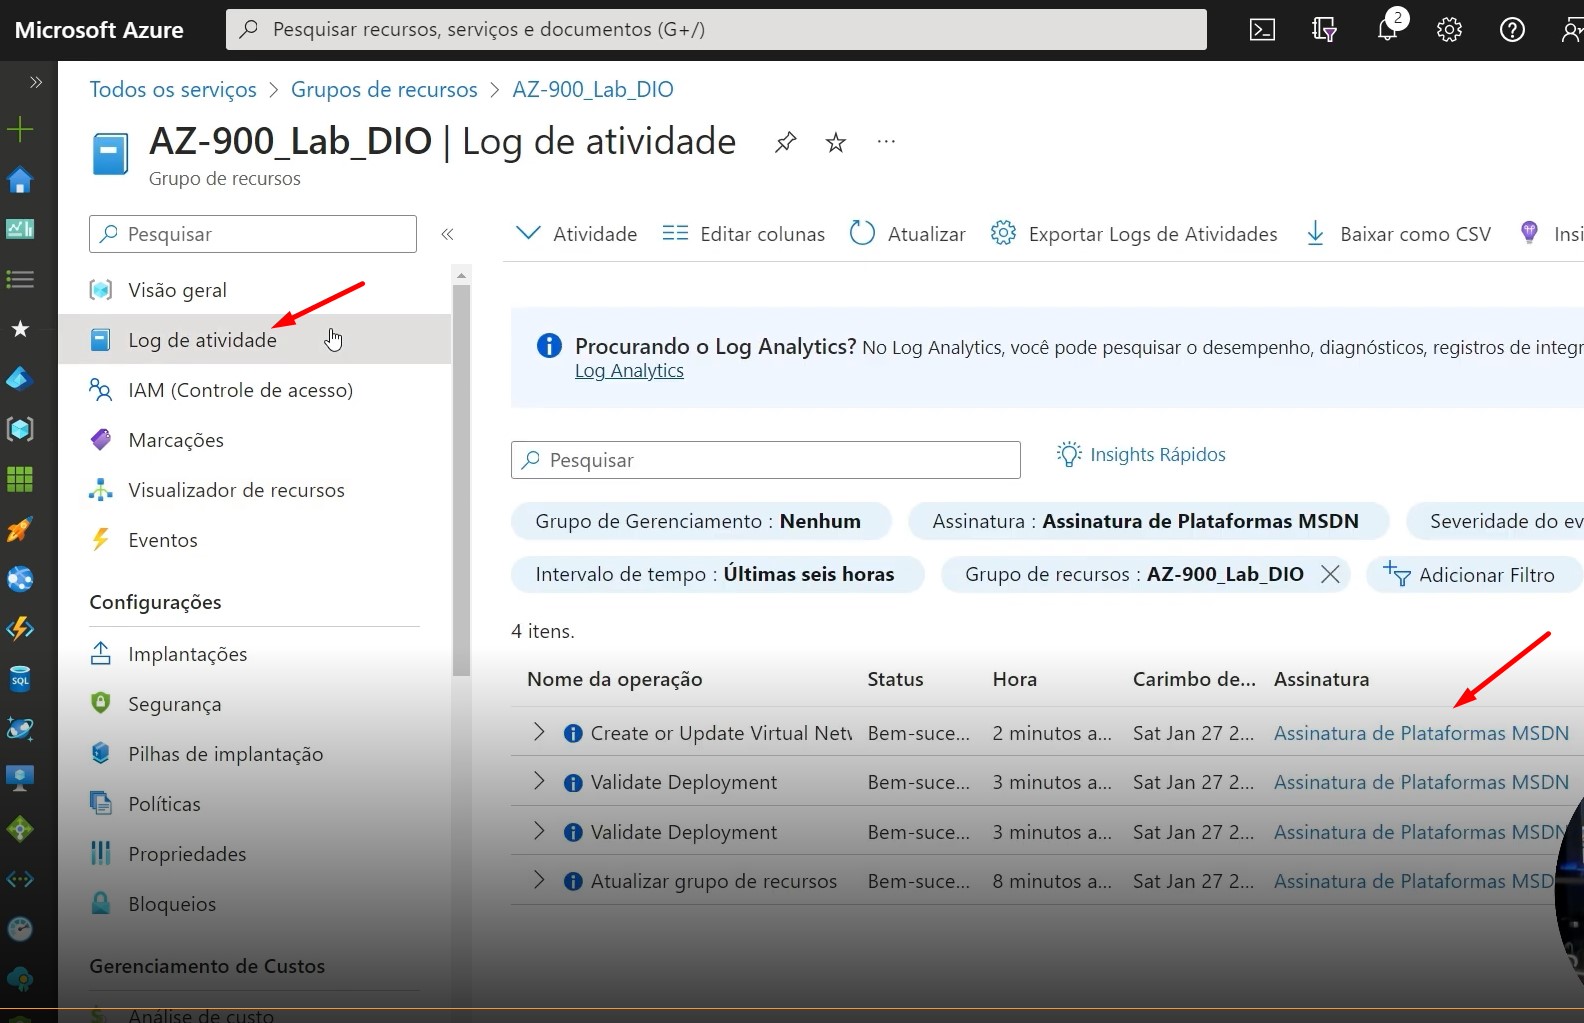 Microsoft Azure
Pesquisar recursos, serviços e documentos (G+/)
2
Todos os serviços > Grupos de recursos > AZ-900_Lab_DIO
AZ-900_Lab_DIO | Log de atividade
Grupo de recursos
Pesquisar
Visão geral
Log de atividade
IAM (Controle de acesso)
Marcações
Visualizador de recursos
Eventos
Configurações
Implantações
Segurança
Pilhas de implantação
Políticas
Propriedades
Bloqueios
Gerenciamento de Custos
Análise de custo
Atividade
Editar colunas
Atualizar
Exportar Logs de Atividades
Baixar como CSV
Insi
Procurando o Log Analytics? No Log Analytics, você pode pesquisar o desempenho, diagnósticos, registros de integr
Log Analytics
Pesquisar
Insights Rápidos
Grupo de Gerenciamento : Nenhum
Assinatura : Assinatura de Plataformas MSDN
Severidade do ev
Intervalo de tempo : Últimas seis horas
Grupo de recursos : AZ-900_Lab_DIO
Adicionar Filtro
4 itens.
Nome da operação Status Hora Carimbo de... Assinatura
Create or Update Virtual Netw Bem-suce... 2 minutos a... Sat Jan 27 2... Assinatura de Plataformas MSDN
Validate Deployment Bem-suce... 3 minutos a... Sat Jan 27 2... Assinatura de Plataformas MSDN
Validate Deployment Bem-suce... 3 minutos a... Sat Jan 27 2... Assinatura de Plataformas MSDN
Atualizar grupo de recursos Bem-suce... 8 minutos a... Sat Jan 27 2... Assinatura de Plataformas MSD
SQL